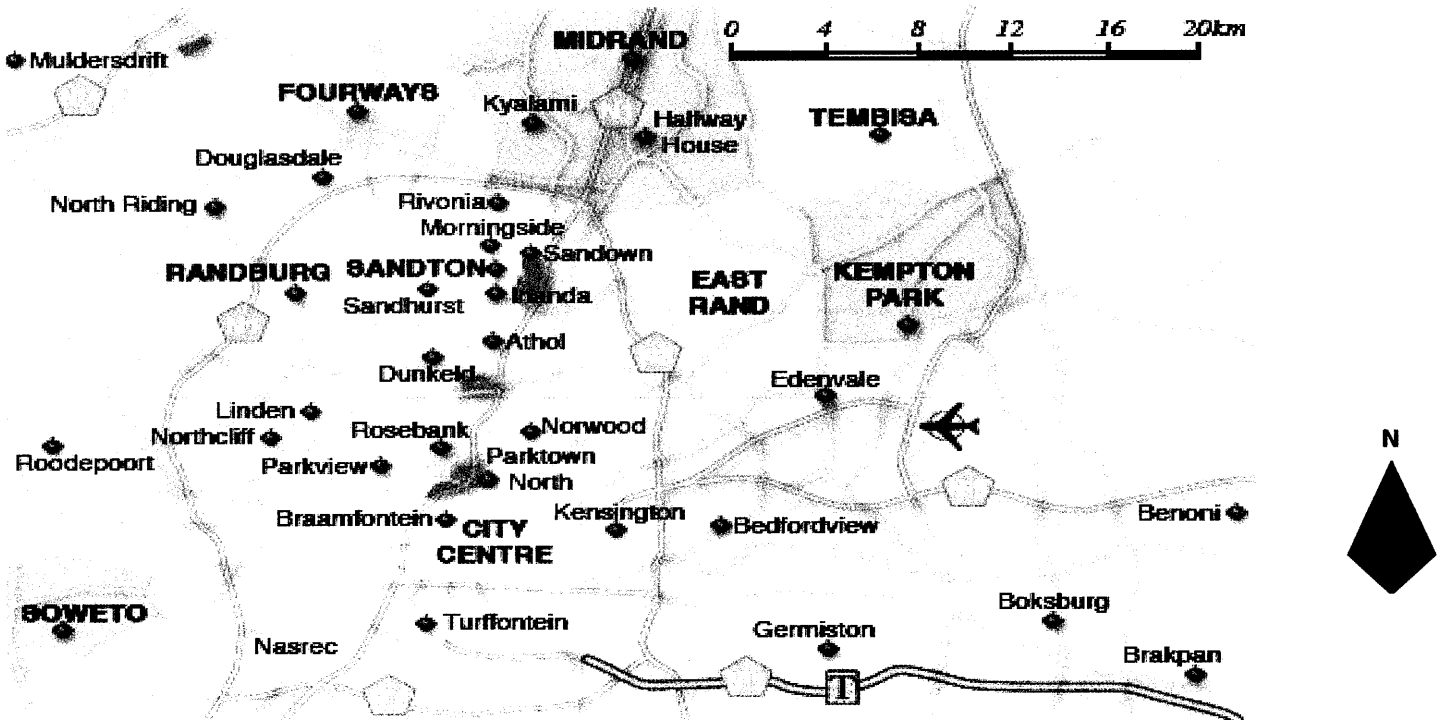 MIDRAND
0 4 8 12 16 20km
Muldersdrift
FOURWAYS
Kyalami
Halfway
House
TEMBISA
Douglasdale
North Riding
Rivonia
Morningside
Sandown
RANDBURG
SANDTON
Sandhurst
Inanda
EAST
RAND
KEMPTON
PARK
Athol
Dunkeld
Edenvale
Linden
Northcliff
Rosebank
Norwood
N
Roodepoort
Parkview
Parktown
North
Braamfontein
CITY
CENTRE
Kensington
Bedfordview
Benoni
SOWETO
Turffontein
Boksburg
Nasrec
Germiston
Brakpan
T